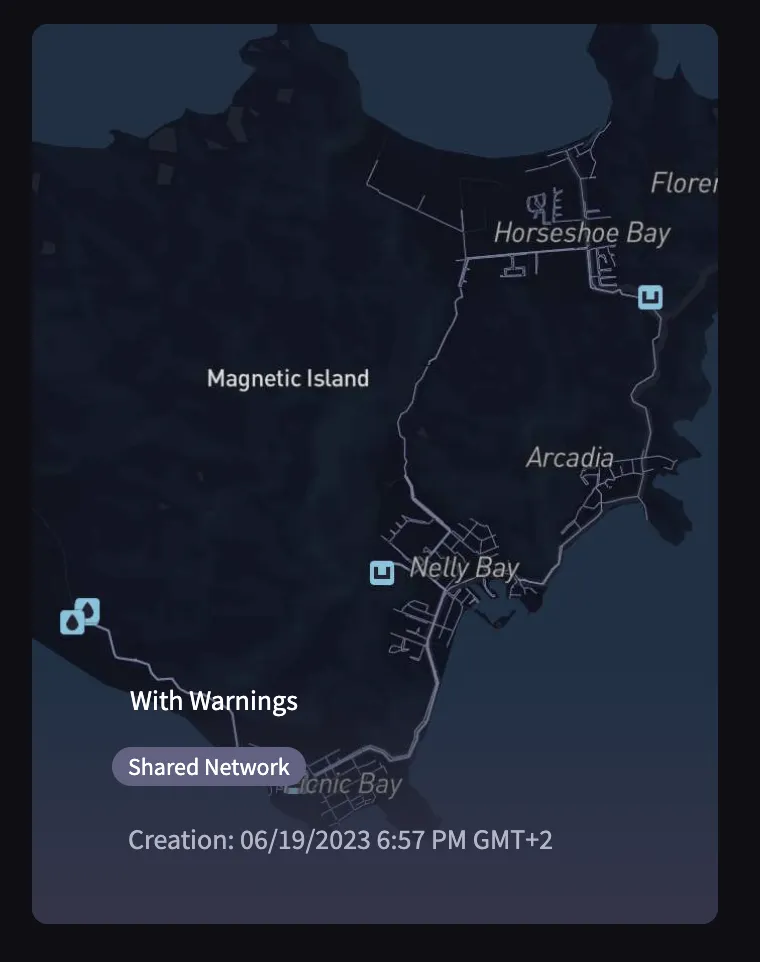 Floren
Horseshoe Bay
Magnetic Island
Arcadia
Nelly Bay
With Warnings
Shared Network
Picnic Bay
Creation: 06/19/2023 6:57 PM GMT+2